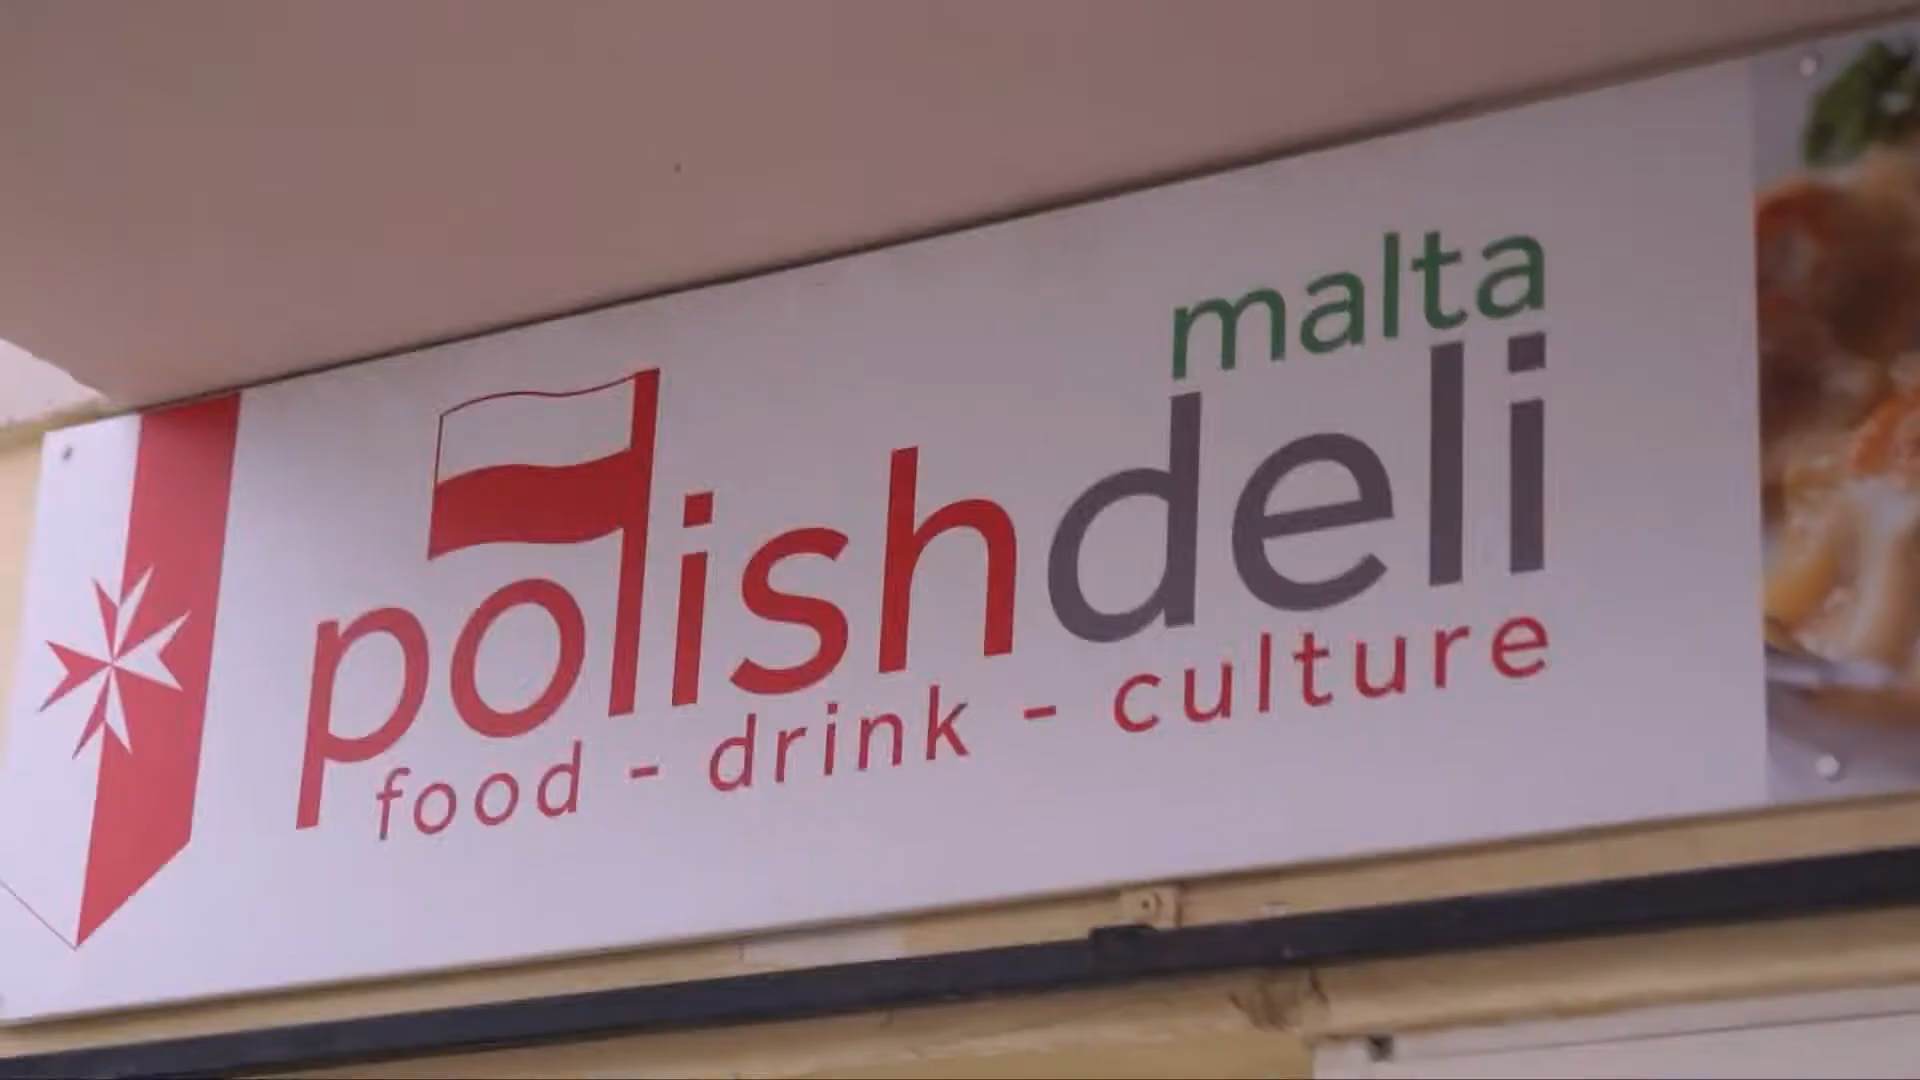 malta
polishdeli
food - drink - culture